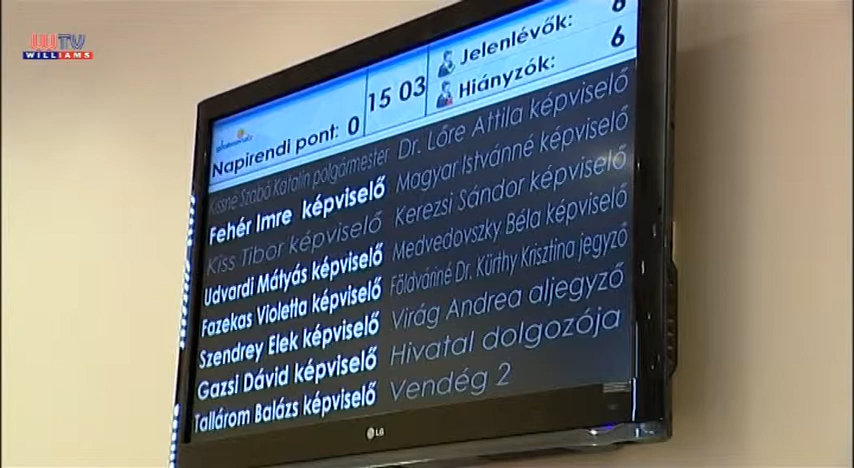 WTV
WILLIAMS
Napirendi pont: 0
15 03
Jelenlévők: 6
Hiányzók: 6
Kissné Szabó Katalin polgármester
Fehér Imre képviselő
Kiss Tibor képviselő
Udvardi Mátyás képviselő
Fazekas Violetta képviselő
Szendrey Elek képviselő
Gazsi Dávid képviselő
Tallárom Balázs képviselő
Dr. Lőre Attila képviselő
Magyar Istvánné képviselő
Kerezsi Sándor képviselő
Medvedovszky Béla képviselő
Földváriné Dr. Kürthy Krisztina jegyző
Virág Andrea aljegyző
Hivatal dolgozója
Vendég 2
LG